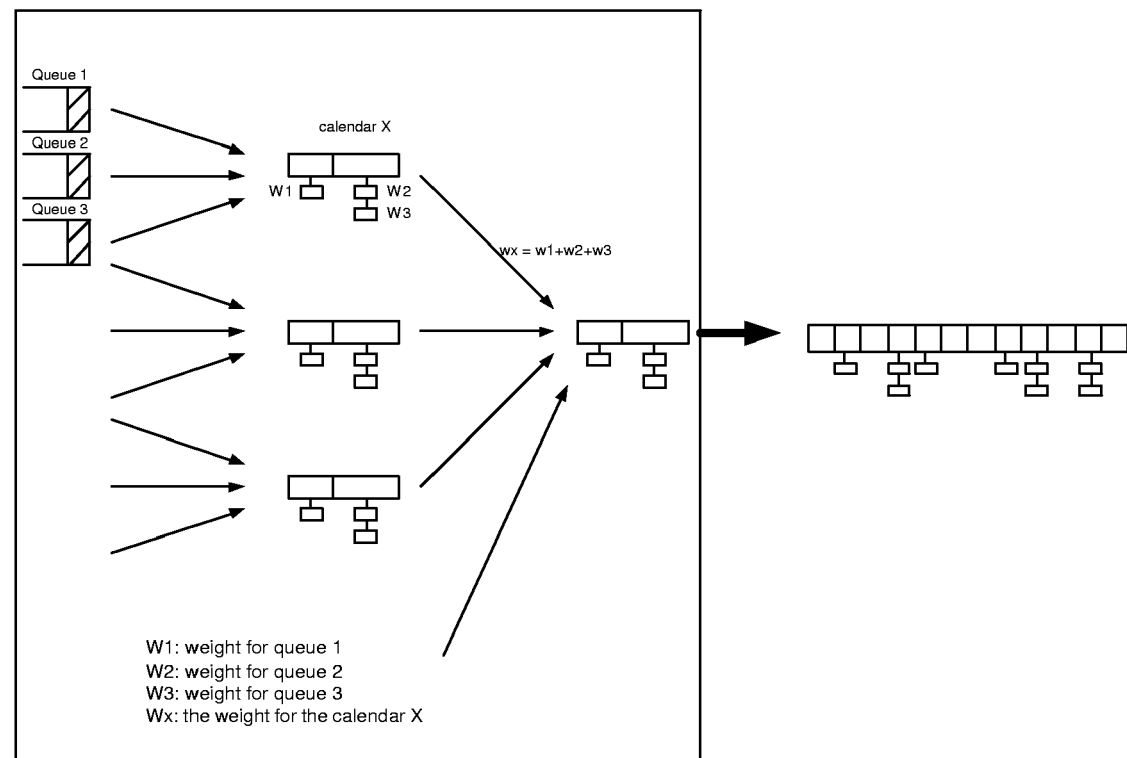 Queue 1
Queue 2
Queue 3
calendar X
W1
W2
W3
wx = w1+w2+w3
W1: weight for queue 1
W2: weight for queue 2
W3: weight for queue 3
Wx: the weight for the calendar X